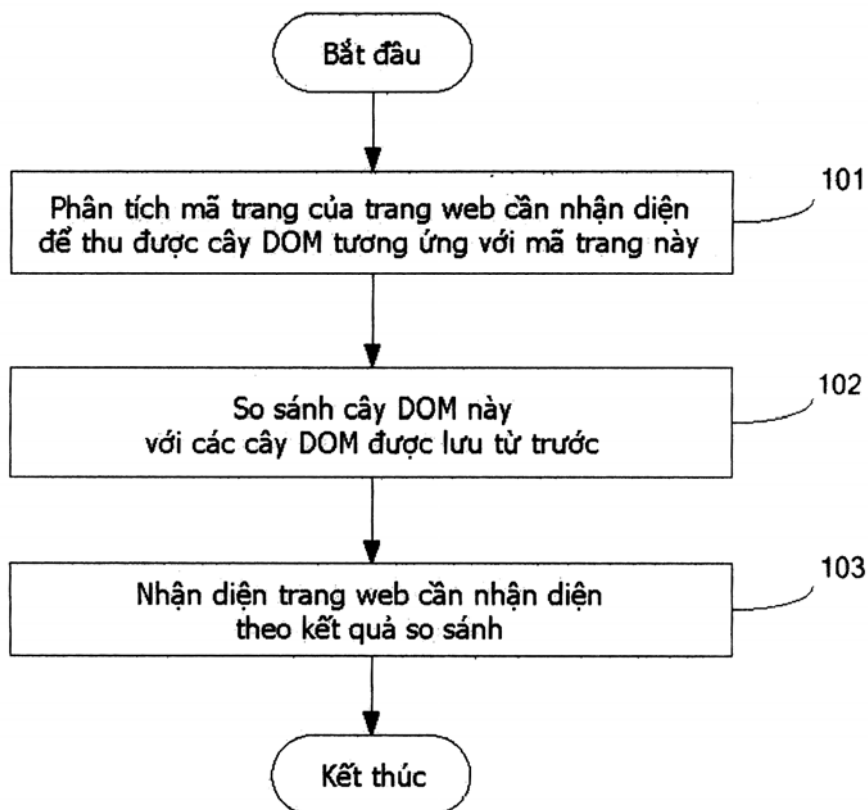 Bắt đầu
101
Phân tích mã trang của trang web cần nhận diện
để thu được cây DOM tương ứng với mã trang này
102
So sánh cây DOM này
với các cây DOM được lưu từ trước
103
Nhận diện trang web cần nhận diện
theo kết quả so sánh
Kết thúc